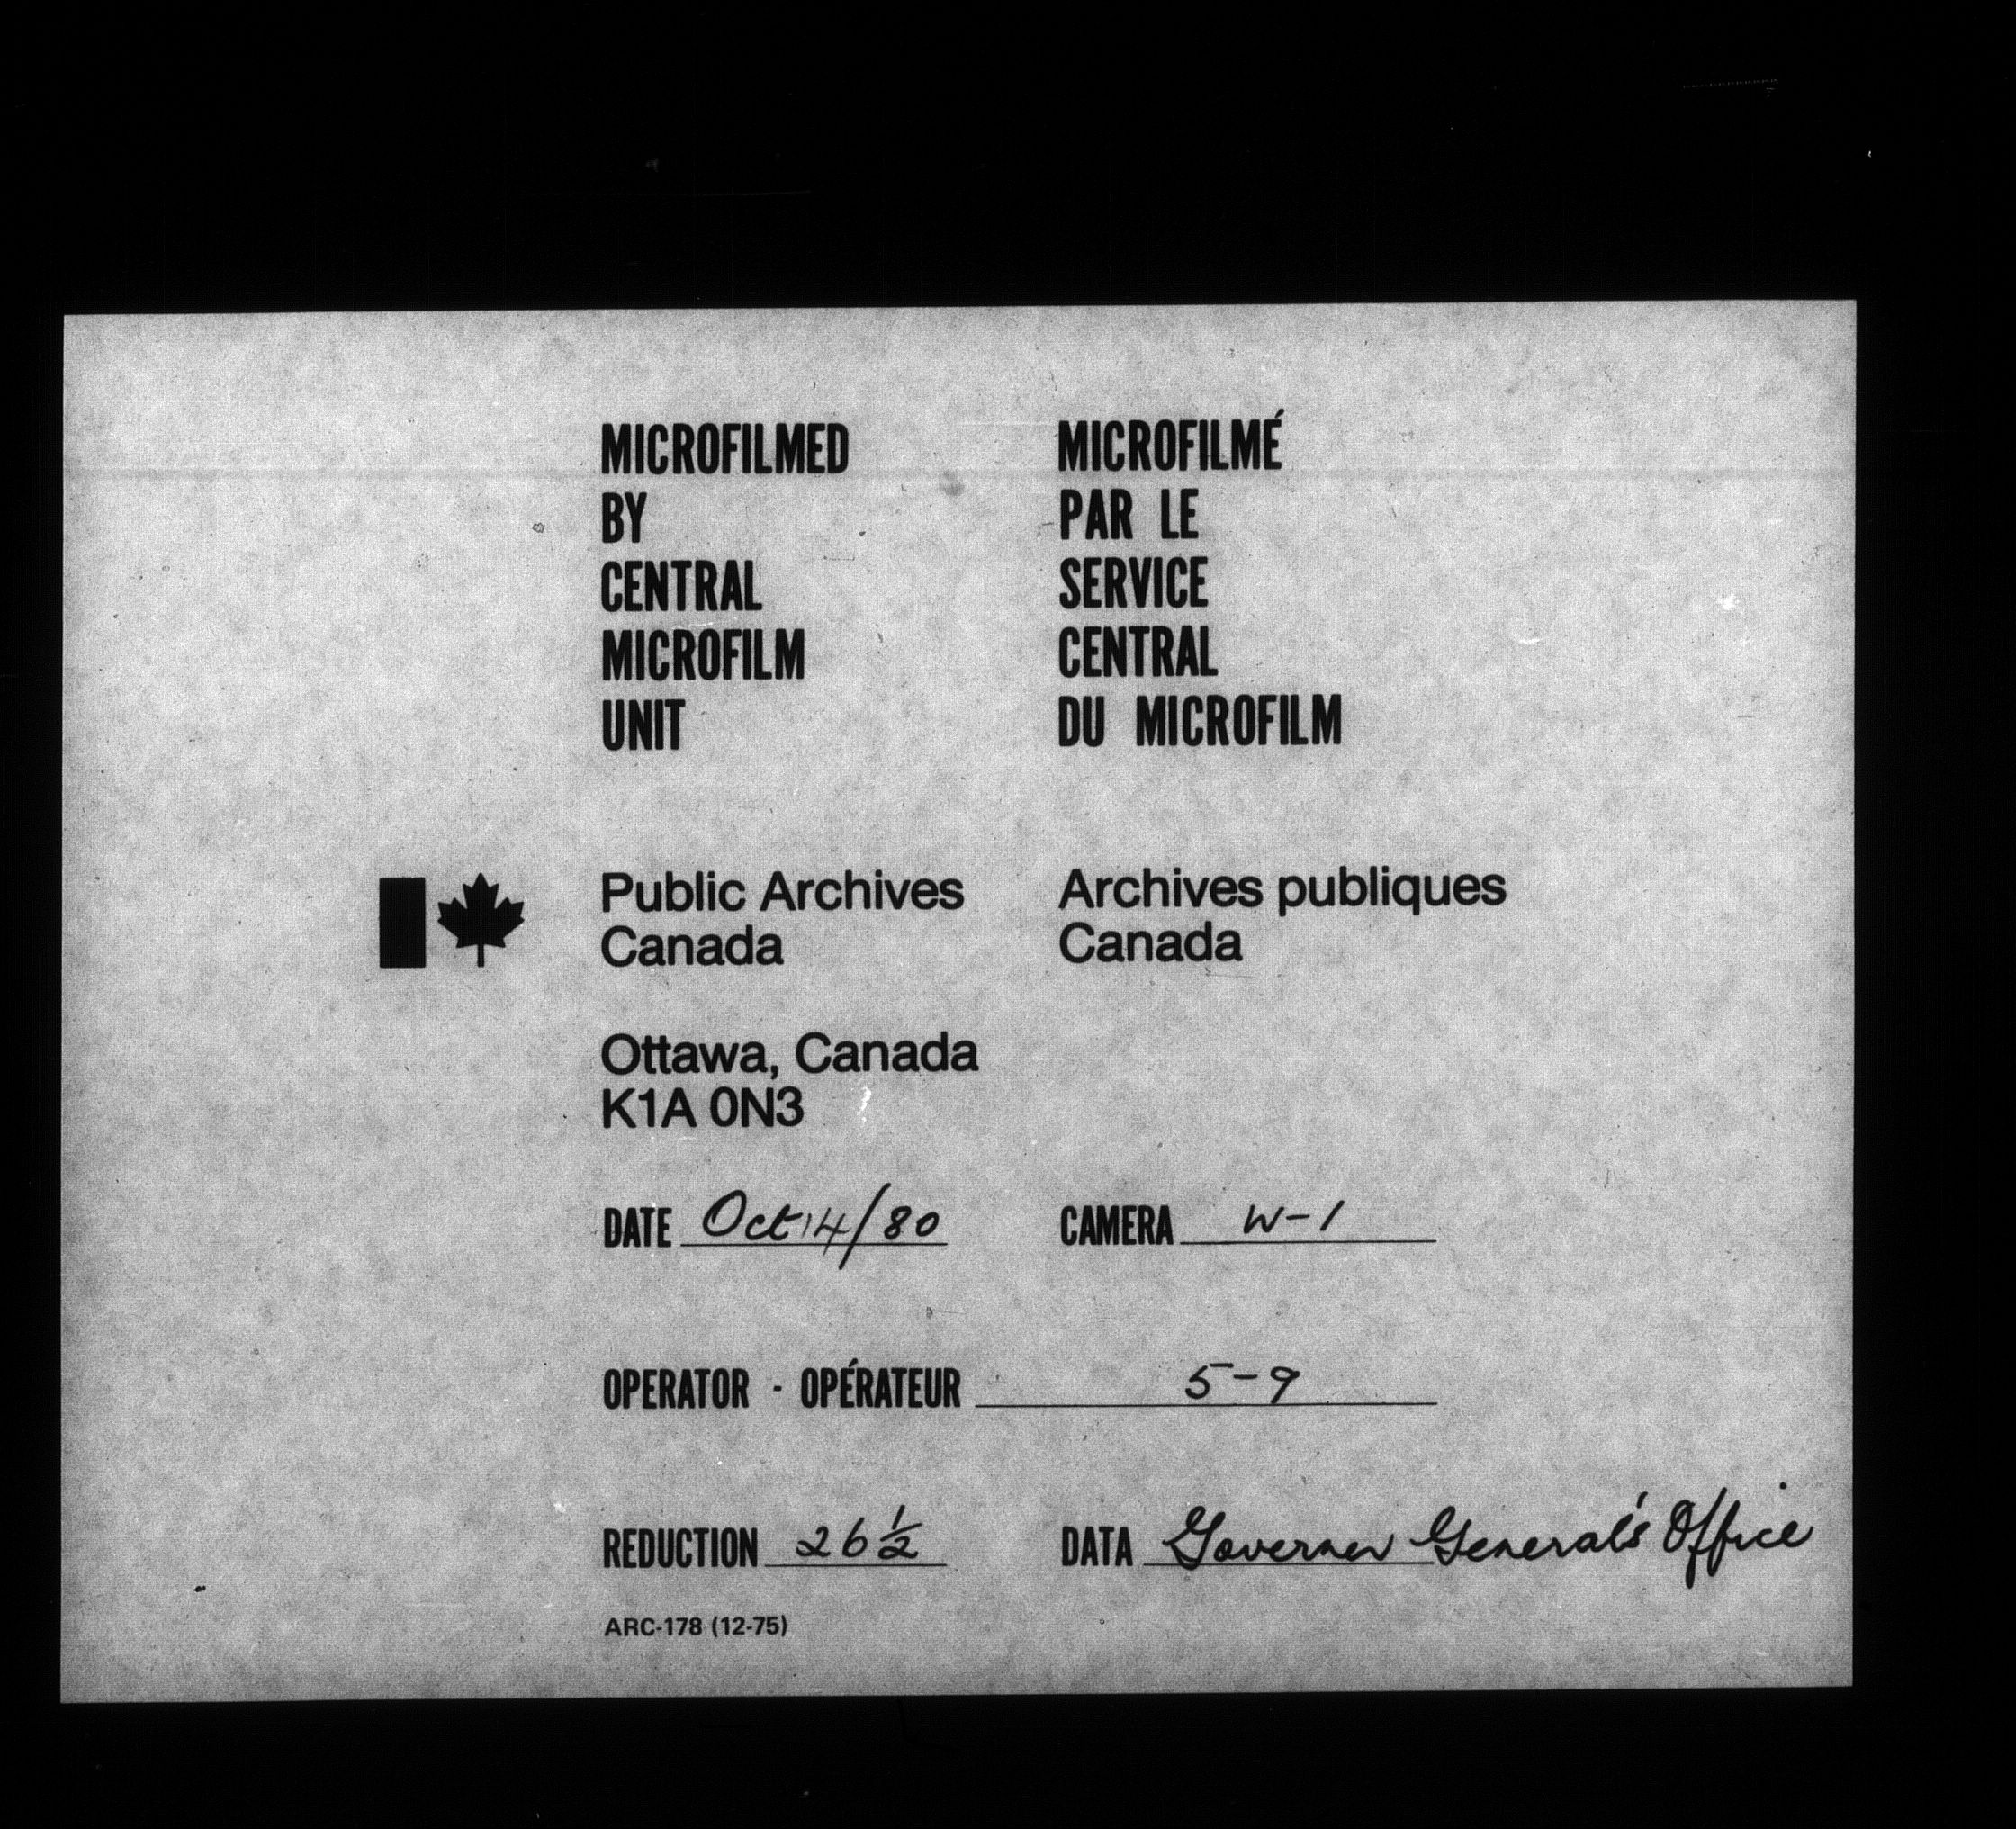 MICROFILMED
BY
CENTRAL
MICROFILM
UNIT
MICROFILMÉ
PAR LE
SERVICE
CENTRAL
DU MICROFILM
Public Archives
Canada
Archives publiques
Canada
Ottawa, Canada
K1A 0N3
DATE Oct 14/80 CAMERA W-1
OPERATOR - OPÉRATEUR 5-9
REDUCTION 26 1/2 DATA Governor General's Office
ARC-178 (12-75)